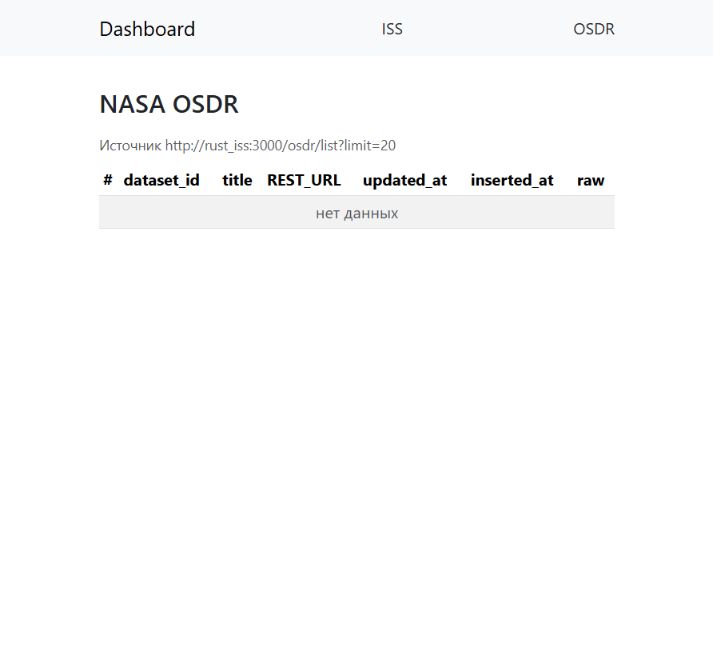 Dashboard ISS OSDR
NASA OSDR
Источник http://rust_iss:3000/osdr/list?limit=20
# dataset_id title REST_URL updated_at inserted_at raw
нет данных